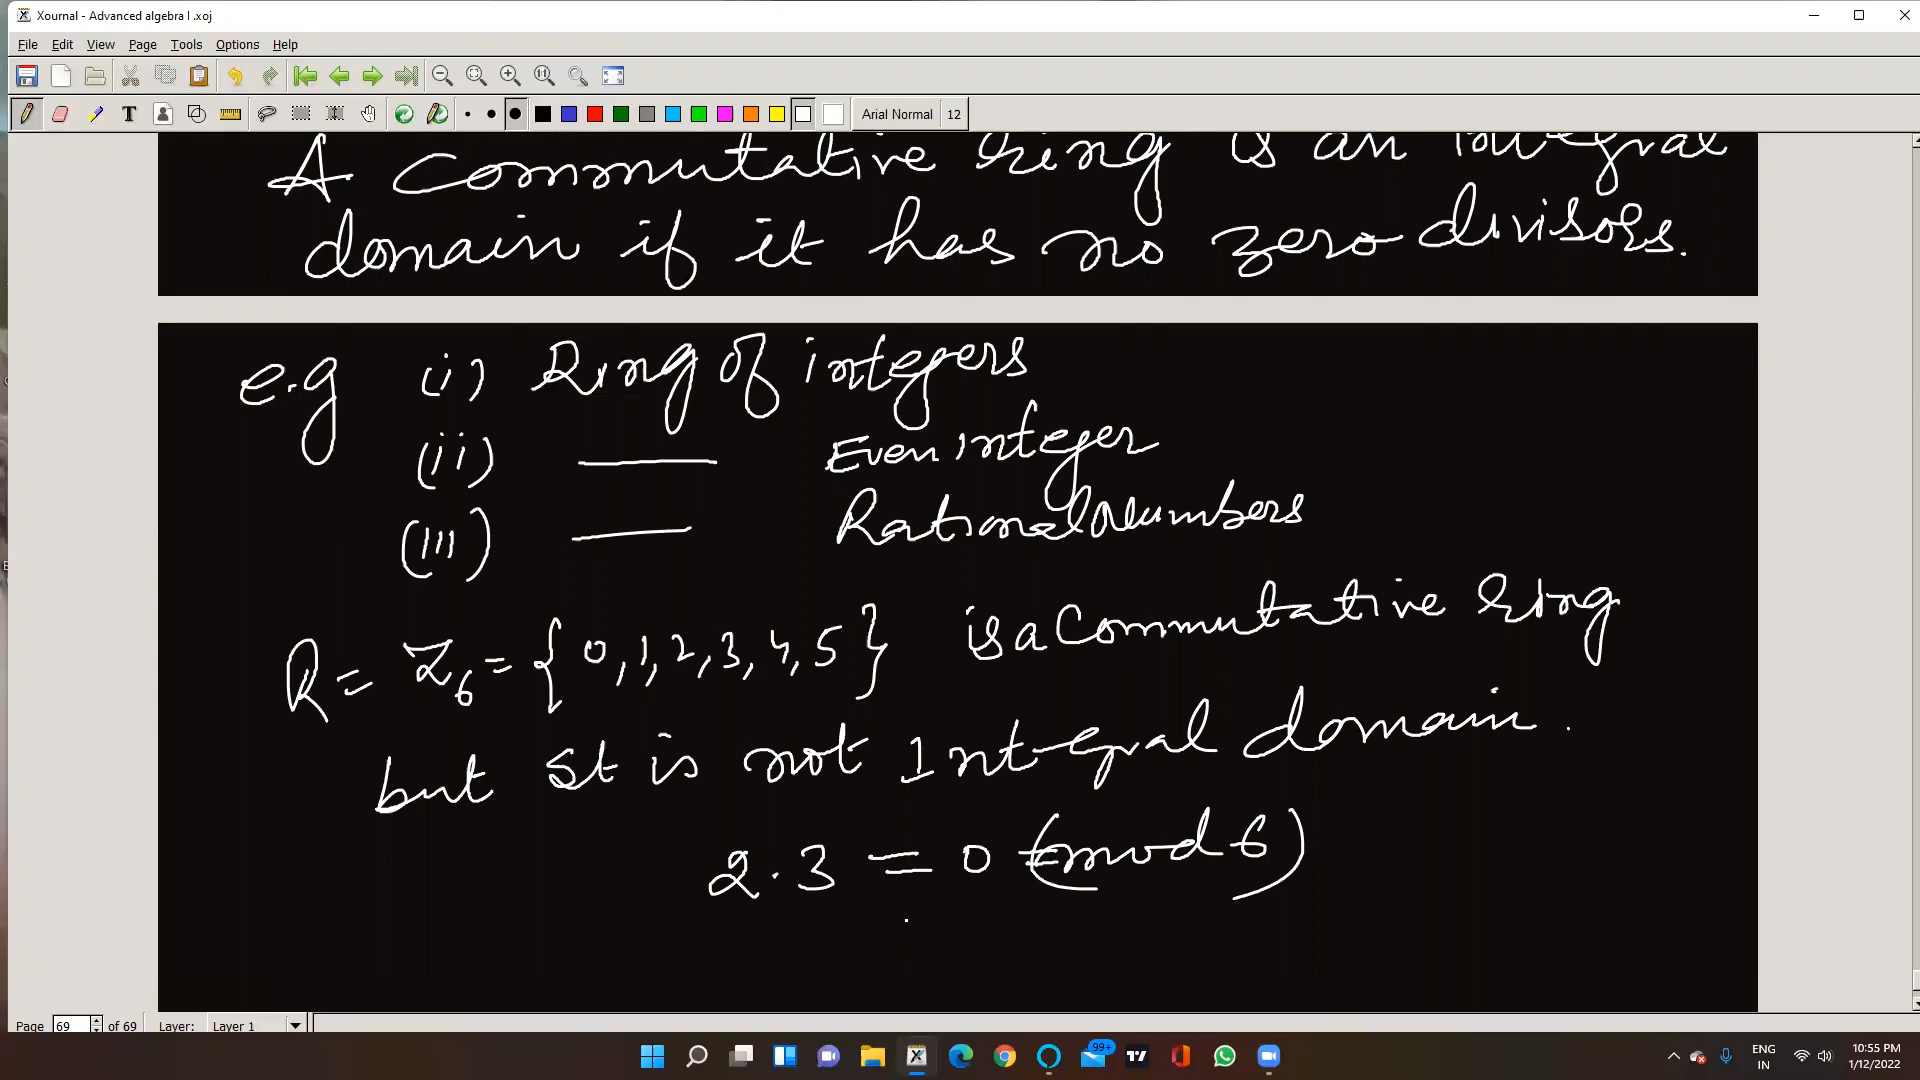 Xournal - Advanced algebra I .xoj
File Edit View Page Tools Options Help
Arial Normal 12
A commutative ring is an integral
domain if it has no zero divisors.
e.g (i) Ring of integers
(ii) —— Even integer
(iii) —— Rational Numbers
R = Z6 = { 0, 1, 2, 3, 4, 5 } is a Commutative ring
but it is not Integral domain.
2 . 3 = 0 (mod 6)
Page 69 of 69 Layer: Layer 1
99+
ENG
IN
10:55 PM
1/12/2022